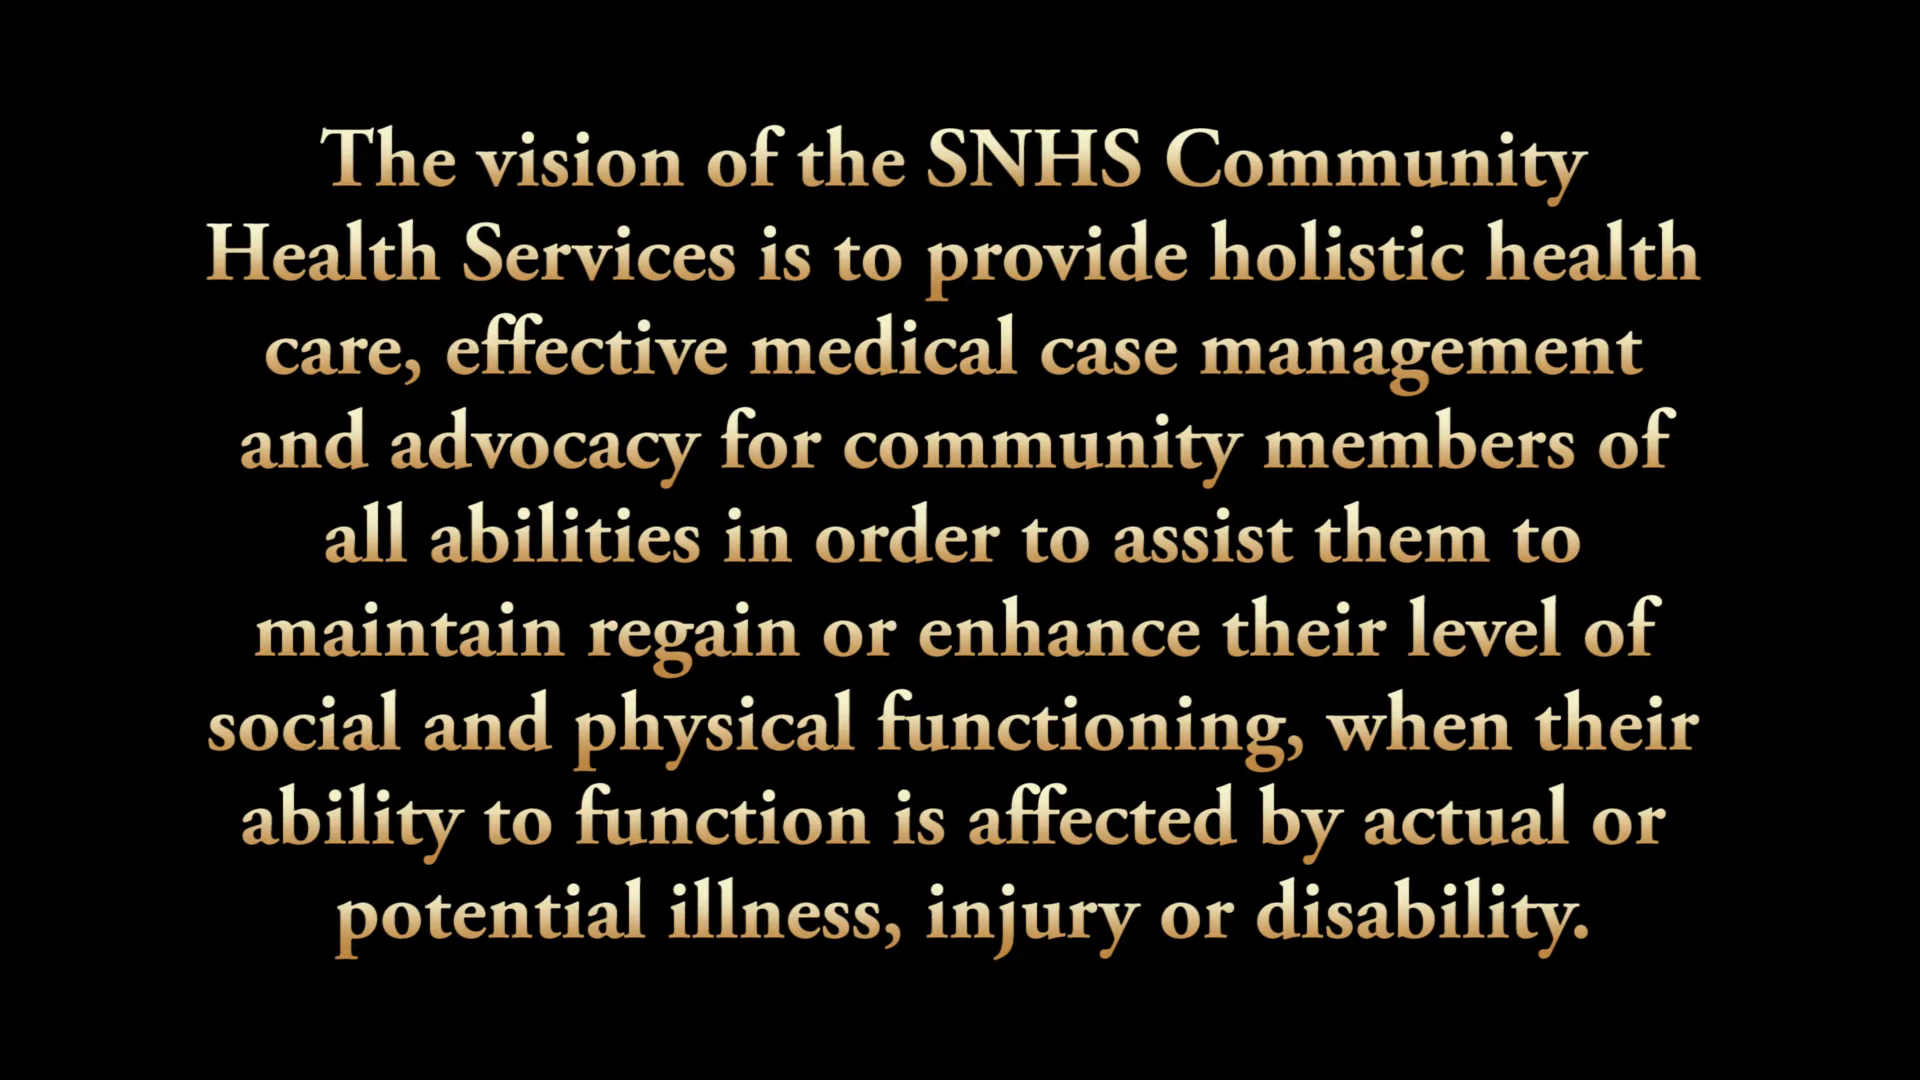 The vision of the SNHS Community
Health Services is to provide holistic health
care, effective medical case management
and advocacy for community members of
all abilities in order to assist them to
maintain regain or enhance their level of
social and physical functioning, when their
ability to function is affected by actual or
potential illness, injury or disability.